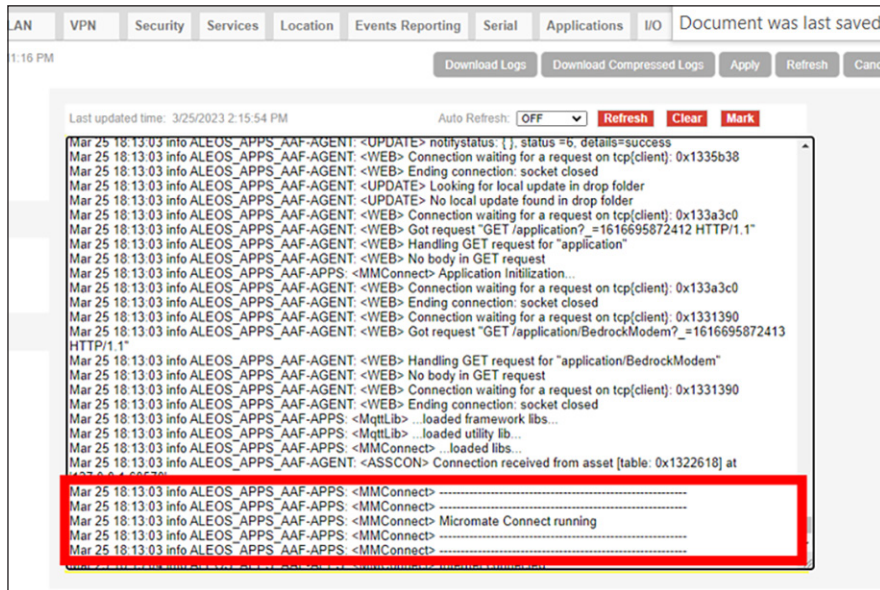 LAN VPN Security Services Location Events Reporting Serial Applications I/O Document was last saved
1:16 PM
Download Logs Download Compressed Logs Apply Refresh Canc
Last updated time: 3/25/2023 2:15:54 PM Auto Refresh: OFF Refresh Clear Mark
Mar 25 18:13:03 info ALEOS_APPS_AAF-AGENT: <UPDATE> notifystatus: { }, status =6, details=success
Mar 25 18:13:03 info ALEOS_APPS_AAF-AGENT: <WEB> Connection waiting for a request on tcp{client}: 0x1335b38
Mar 25 18:13:03 info ALEOS_APPS_AAF-AGENT: <WEB> Ending connection: socket closed
Mar 25 18:13:03 info ALEOS_APPS_AAF-AGENT: <UPDATE> Looking for local update in drop folder
Mar 25 18:13:03 info ALEOS_APPS_AAF-AGENT: <UPDATE> No local update found in drop folder
Mar 25 18:13:03 info ALEOS_APPS_AAF-AGENT: <WEB> Connection waiting for a request on tcp{client}: 0x133a3c0
Mar 25 18:13:03 info ALEOS_APPS_AAF-AGENT: <WEB> Got request "GET /application?_=1616695872412 HTTP/1.1"
Mar 25 18:13:03 info ALEOS_APPS_AAF-AGENT: <WEB> Handling GET request for "application"
Mar 25 18:13:03 info ALEOS_APPS_AAF-AGENT: <WEB> No body in GET request
Mar 25 18:13:03 info ALEOS_APPS_AAF-APPS: <MMConnect> Application Initilization...
Mar 25 18:13:03 info ALEOS_APPS_AAF-AGENT: <WEB> Connection waiting for a request on tcp{client}: 0x133a3c0
Mar 25 18:13:03 info ALEOS_APPS_AAF-AGENT: <WEB> Ending connection: socket closed
Mar 25 18:13:03 info ALEOS_APPS_AAF-AGENT: <WEB> Connection waiting for a request on tcp{client}: 0x1331390
Mar 25 18:13:03 info ALEOS_APPS_AAF-AGENT: <WEB> Got request "GET /application/BedrockModem?_=1616695872413
HTTP/1.1"
Mar 25 18:13:03 info ALEOS_APPS_AAF-AGENT: <WEB> Handling GET request for "application/BedrockModem"
Mar 25 18:13:03 info ALEOS_APPS_AAF-AGENT: <WEB> No body in GET request
Mar 25 18:13:03 info ALEOS_APPS_AAF-AGENT: <WEB> Connection waiting for a request on tcp{client}: 0x1331390
Mar 25 18:13:03 info ALEOS_APPS_AAF-AGENT: <WEB> Ending connection: socket closed
Mar 25 18:13:03 info ALEOS_APPS_AAF-APPS: <MqttLib> ...loaded framework libs...
Mar 25 18:13:03 info ALEOS_APPS_AAF-APPS: <MqttLib> ...loaded utility lib...
Mar 25 18:13:03 info ALEOS_APPS_AAF-APPS: <MMConnect> ...loaded libs...
Mar 25 18:13:03 info ALEOS_APPS_AAF-AGENT: <ASSCON> Connection received from asset [table: 0x1322618] at
Mar 25 18:13:03 info ALEOS_APPS_AAF-APPS: <MMConnect> ------------------------------------------------------------
Mar 25 18:13:03 info ALEOS_APPS_AAF-APPS: <MMConnect> ------------------------------------------------------------
Mar 25 18:13:03 info ALEOS_APPS_AAF-APPS: <MMConnect> Micromate Connect running
Mar 25 18:13:03 info ALEOS_APPS_AAF-APPS: <MMConnect> ------------------------------------------------------------
Mar 25 18:13:03 info ALEOS_APPS_AAF-APPS: <MMConnect> ------------------------------------------------------------